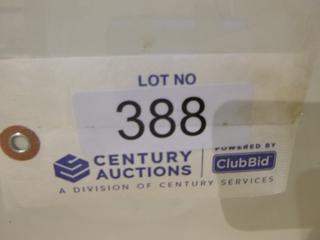 LOT NO
388
CENTURY
AUCTIONS
POWERED BY
ClubBid
A DIVISION OF CENTURY SERVICES